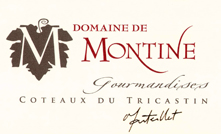 M
DOMAINE DE
MONTINE
Gourmandises
COTEAUX DU TRICASTIN